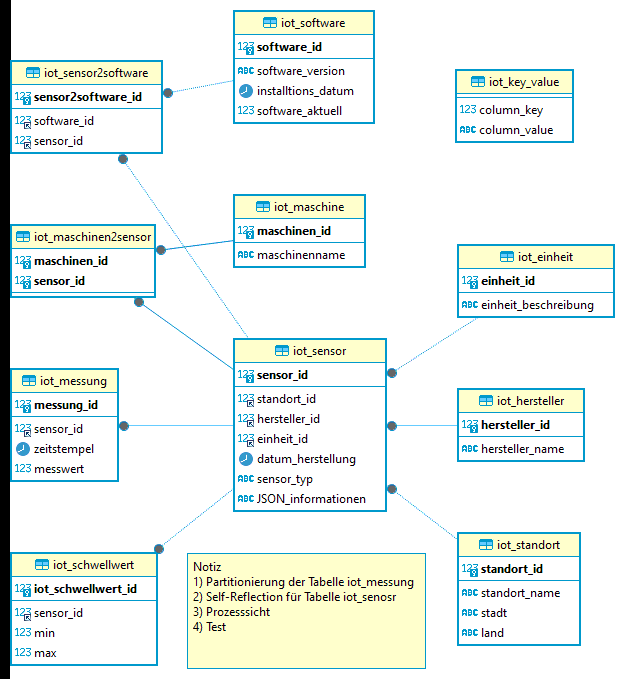 iot_software
123 software_id
ABC software_version
installtions_datum
123 software_aktuell
iot_sensor2software
123 sensor2software_id
123 software_id
123 sensor_id
iot_key_value
123 column_key
ABC column_value
iot_maschine
123 maschinen_id
ABC maschinenname
iot_maschinen2sensor
123 maschinen_id
123 sensor_id
iot_einheit
123 einheit_id
ABC einheit_beschreibung
iot_sensor
123 sensor_id
123 standort_id
123 hersteller_id
123 einheit_id
datum_herstellung
ABC sensor_typ
ABC JSON_informationen
iot_messung
123 messung_id
123 sensor_id
zeitstempel
123 messwert
iot_hersteller
123 hersteller_id
ABC hersteller_name
iot_schwellwert
123 iot_schwellwert_id
123 sensor_id
123 min
123 max
Notiz
1) Partitionierung der Tabelle iot_messung
2) Self-Reflection für Tabelle iot_senosr
3) Prozesssicht
4) Test
iot_standort
123 standort_id
ABC standort_name
ABC stadt
ABC land